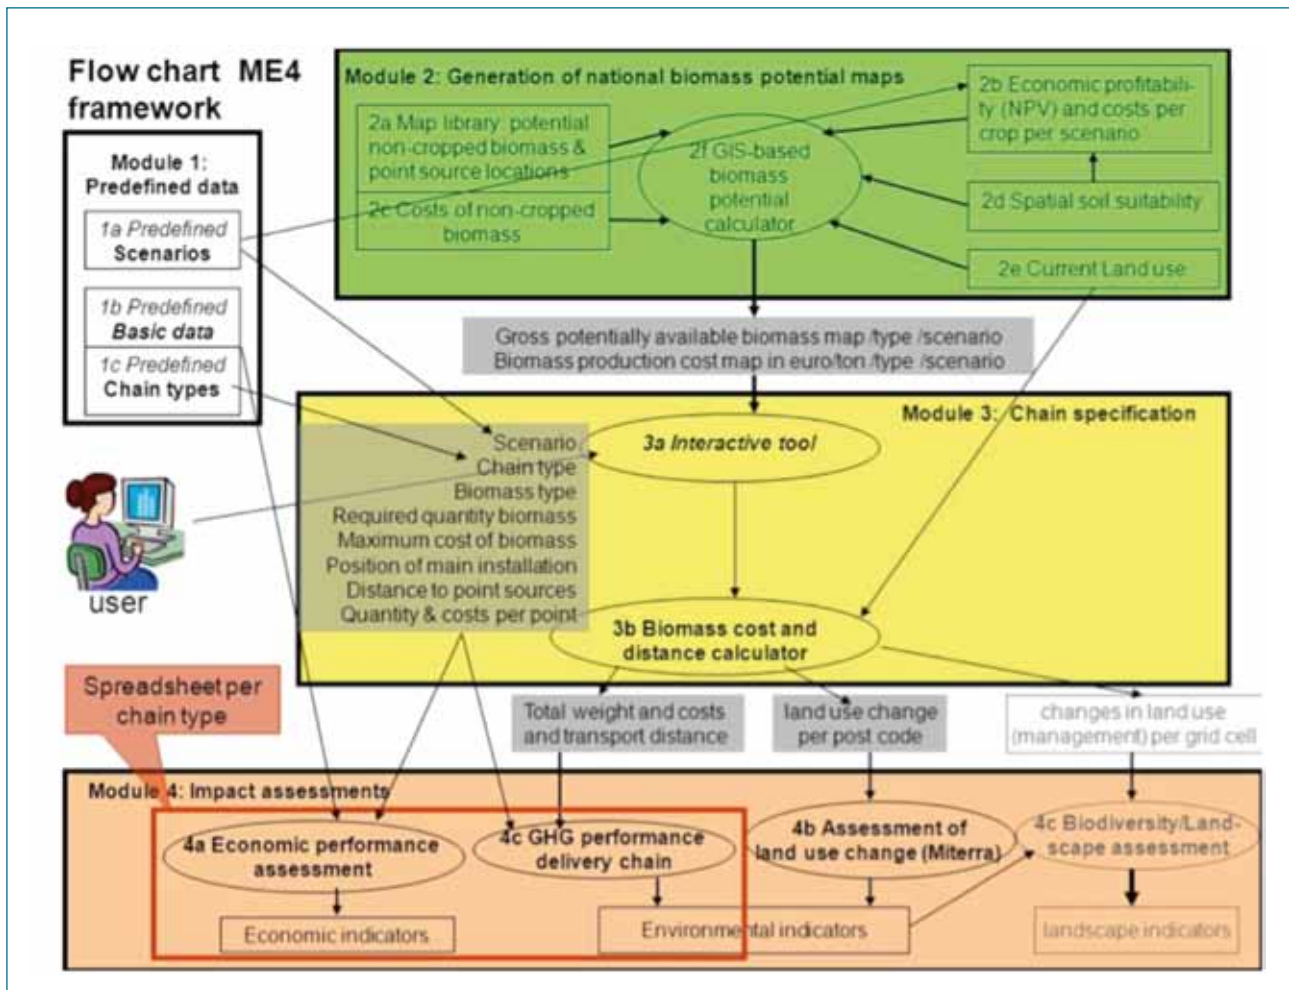 Flow chart ME4
framework
Module 1:
Predefined data
1a Predefined
Scenarios
1b Predefined
Basic data
1c Predefined
Chain types
user
Module 2: Generation of national biomass potential maps
2a Map library: potential
non-cropped biomass &
point source locations
2c Costs of non-cropped
biomass
2f GIS-based
biomass
potential
calculator
2b Economic profitabili-
ty (NPV) and costs per
crop per scenario
2d Spatial soil suitability
2e Current Land use
Gross potentially available biomass map /type /scenario
Biomass production cost map in euro/ton /type /scenario
Module 3: Chain specification
3a Interactive tool
Scenario
Chain type
Biomass type
Required quantity biomass
Maximum cost of biomass
Position of main installation
Distance to point sources
Quantity & costs per point
3b Biomass cost and
distance calculator
Spreadsheet per
chain type
Total weight and costs
and transport distance
land use change
per post code
changes in land use
(management) per grid cell
Module 4: Impact assessments
4a Economic performance
assessment
4c GHG performance
delivery chain
4b Assessment of
land use change (Miterra)
4c Biodiversity/Land-
scape assessment
Economic indicators
Environmental indicators
landscape indicators